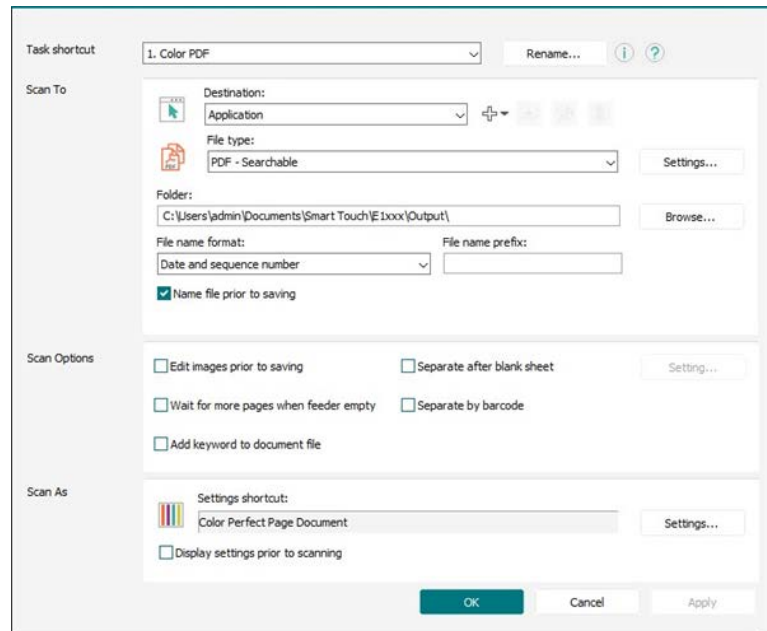 Task shortcut
1. Color PDF
Rename...
Scan To
Destination:
Application
File type:
PDF
PDF - Searchable
Settings...
Folder:
C:\Users\admin\Documents\Smart Touch\E1xxx\Output\
Browse...
File name format:
File name prefix:
Date and sequence number
Name file prior to saving
Scan Options
Edit images prior to saving
Separate after blank sheet
Setting...
Wait for more pages when feeder empty
Separate by barcode
Add keyword to document file
Scan As
Settings shortcut:
Color Perfect Page Document
Settings...
Display settings prior to scanning
OK
Cancel
Apply